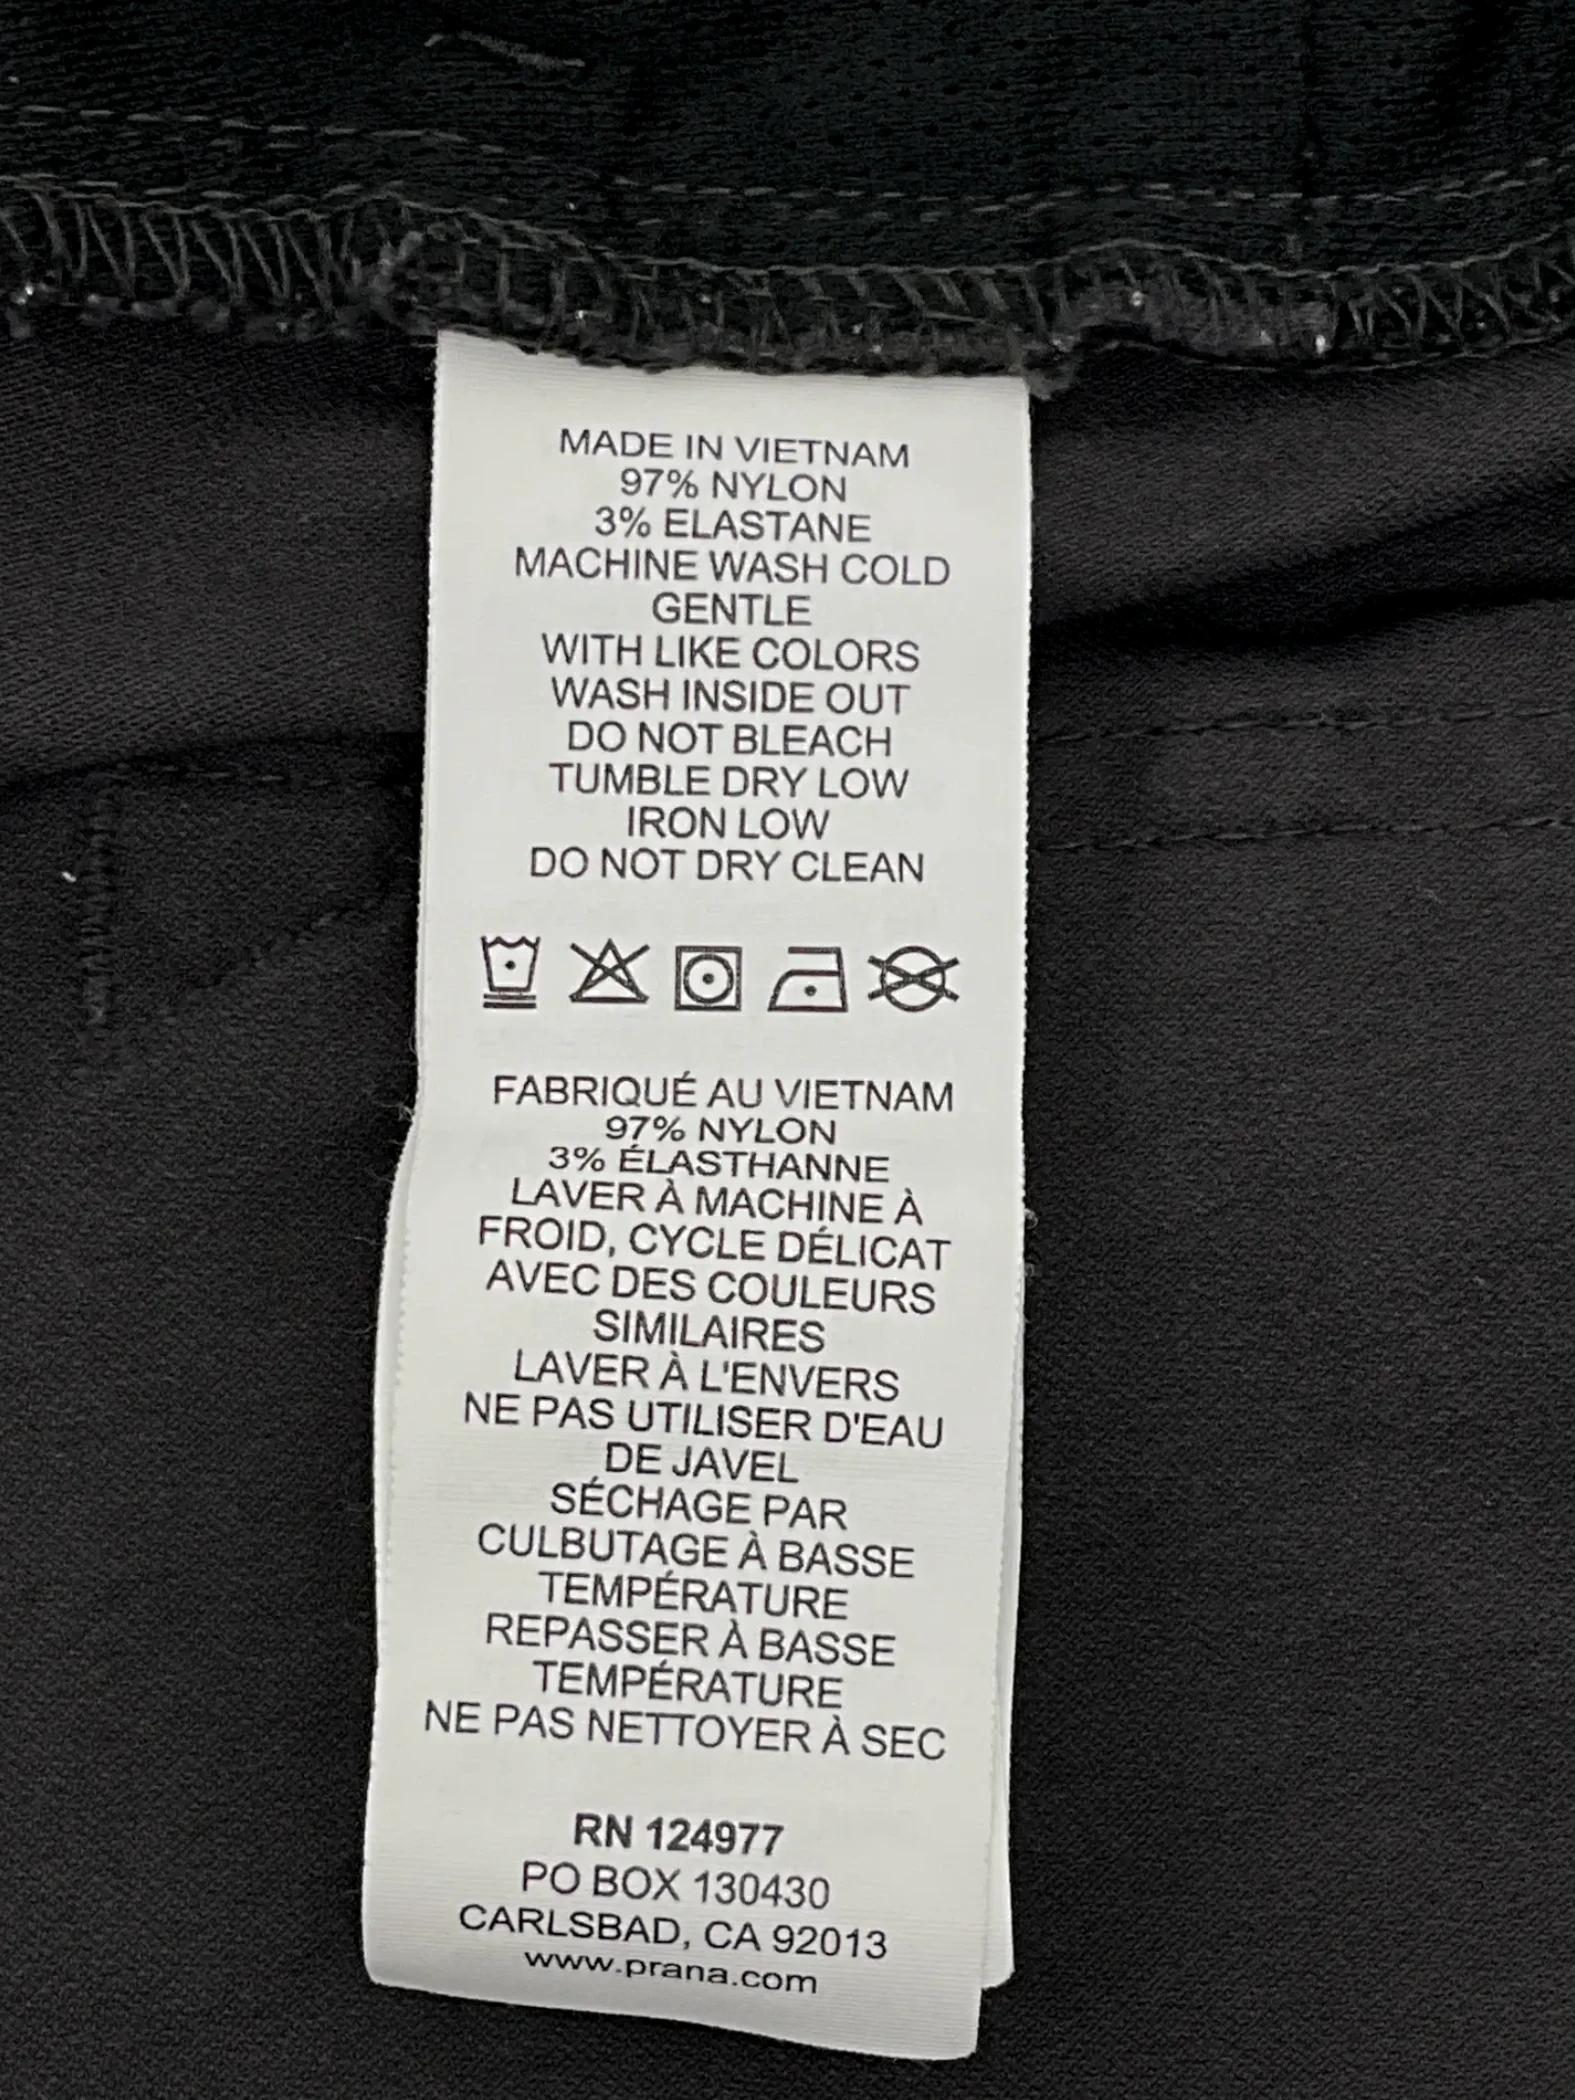 MADE IN VIETNAM
97% NYLON
3% ELASTANE
MACHINE WASH COLD
GENTLE
WITH LIKE COLORS
WASH INSIDE OUT
DO NOT BLEACH
TUMBLE DRY LOW
IRON LOW
DO NOT DRY CLEAN
FABRIQUÉ AU VIETNAM
97% NYLON
3% ÉLASTHANNE
LAVER À MACHINE À
FROID, CYCLE DÉLICAT
AVEC DES COULEURS
SIMILAIRES
LAVER À L'ENVERS
NE PAS UTILISER D'EAU
DE JAVEL
SÉCHAGE PAR
CULBUTAGE À BASSE
TEMPÉRATURE
REPASSER À BASSE
TEMPÉRATURE
NE PAS NETTOYER À SEC
RN 124977
PO BOX 130430
CARLSBAD, CA 92013
www.prana.com